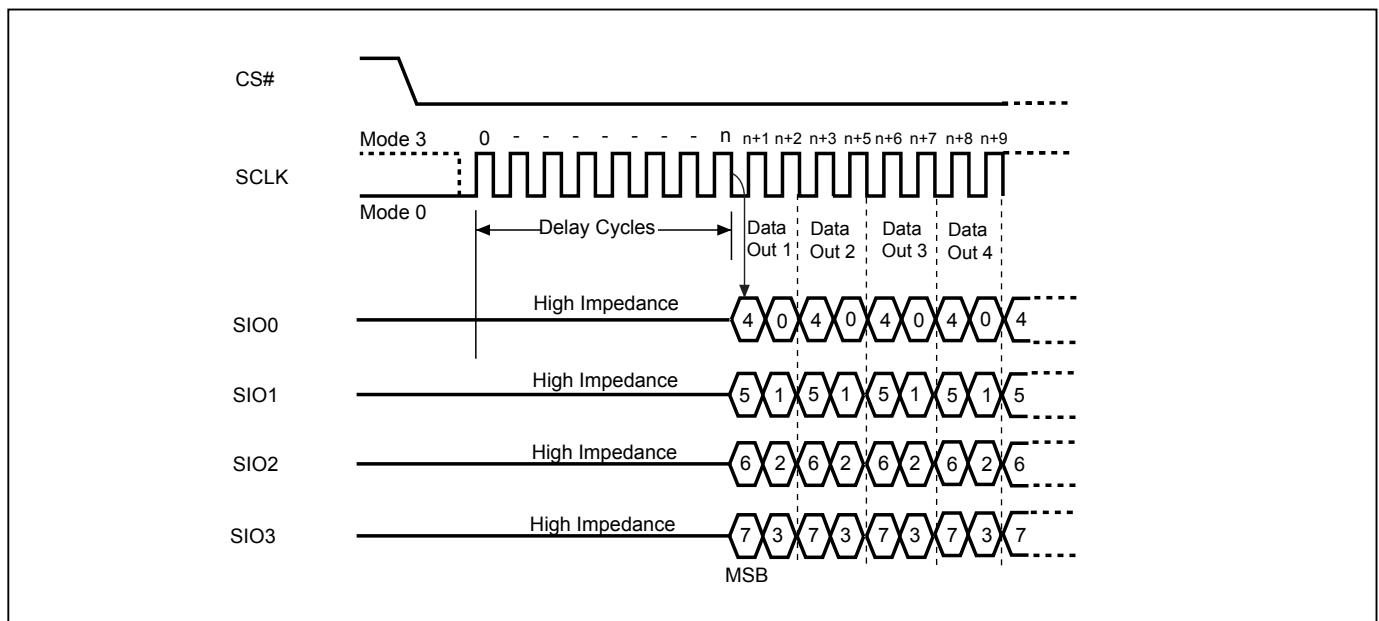 CS#
Mode 3
0 - - - - - - - n n+1 n+2 n+3 n+5 n+6 n+7 n+8 n+9
SCLK
Mode 0
Delay Cycles
Data Out 1
Data Out 2
Data Out 3
Data Out 4
SIO0
High Impedance
4 0 4 0 4 0 4 0 4
SIO1
High Impedance
5 1 5 1 5 1 5 1 5
SIO2
High Impedance
6 2 6 2 6 2 6 2 6
SIO3
High Impedance
7 3 7 3 7 3 7 3 7
MSB